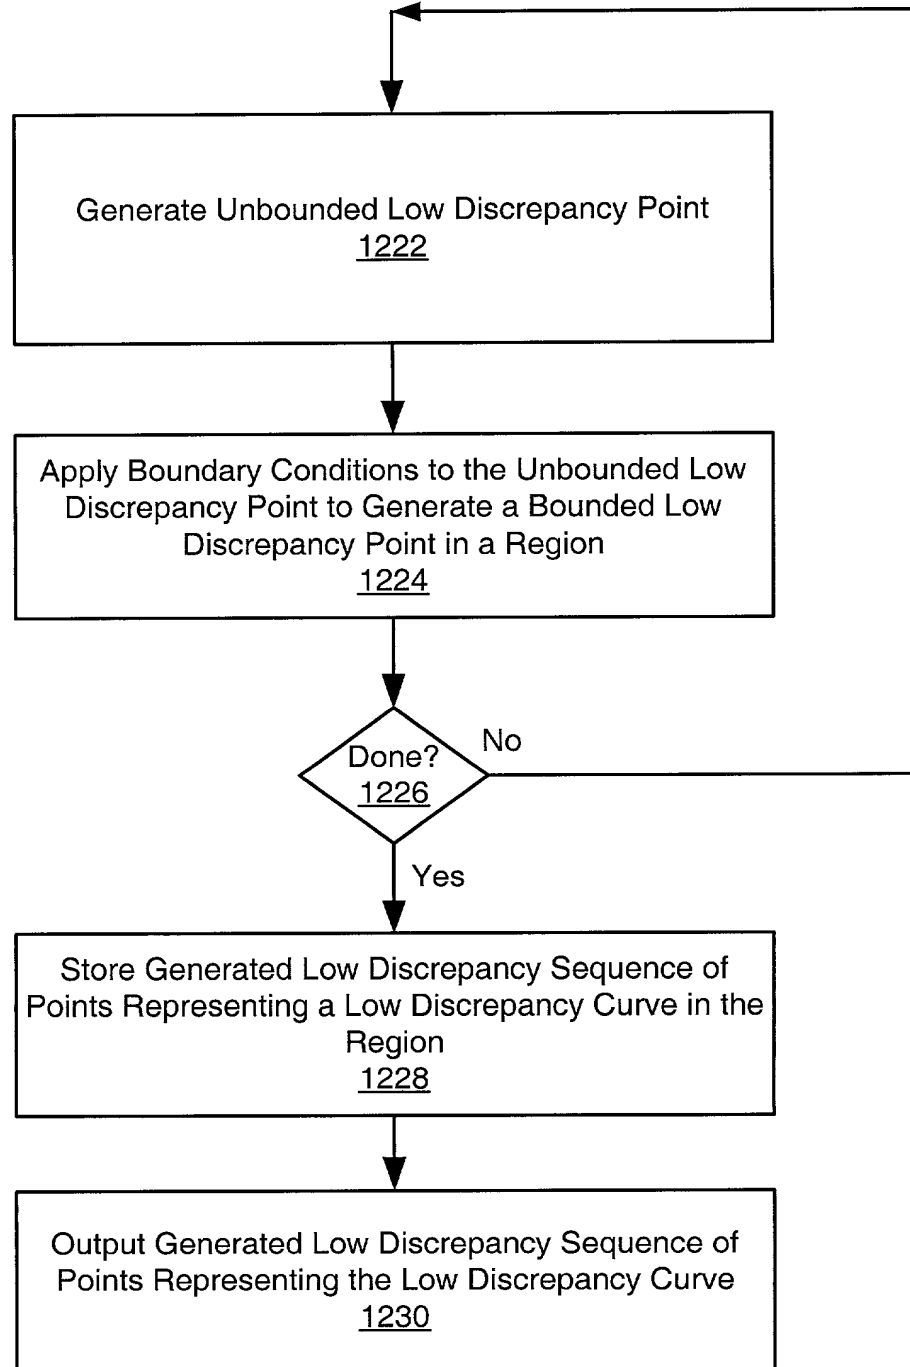 Generate Unbounded Low Discrepancy Point
1222
Apply Boundary Conditions to the Unbounded Low
Discrepancy Point to Generate a Bounded Low
Discrepancy Point in a Region
1224
Done?
1226
No
Yes
Store Generated Low Discrepancy Sequence of
Points Representing a Low Discrepancy Curve in the
Region
1228
Output Generated Low Discrepancy Sequence of
Points Representing the Low Discrepancy Curve
1230